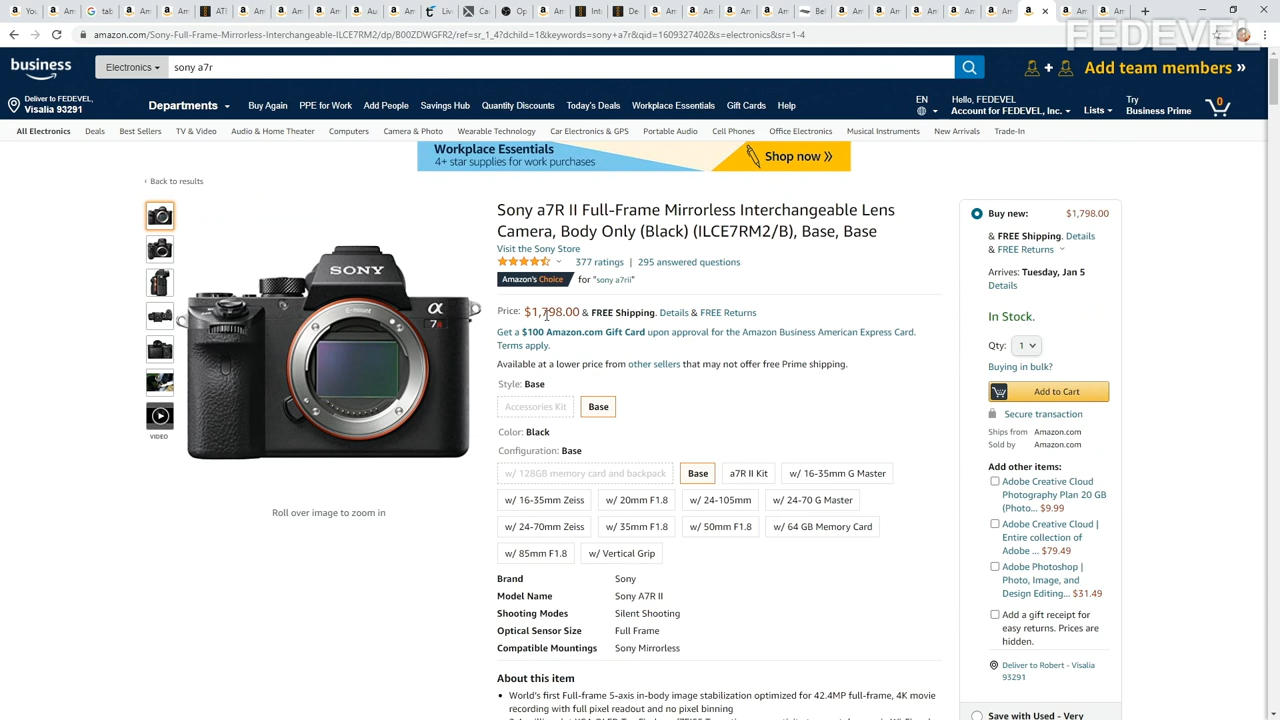 You
Go
tab
Go
ATI
Go
You
Liv
Ca
Op
Int
De
Be
amazon.com/Sony-Full-Frame-Mirrorless-Interchangeable-ILCE7RM2/
1&keywords=sony+a7r&qid=1609327402&s=electronics&sr=1-4
FEDEVEL
business
Electronics
sony a7r
+
Add team members »
Deliver to FEDEVEL,
Visalia 93291
Departments
Buy Again
PPE for Work
Add People
Savings Hub
Quantity Discounts
Today's Deals
Workplace Essentials
Gift Cards
Help
EN
Hello, FEDEVEL
Account for FEDEVEL, Inc.
Lists
Try
Business Prime
0
All Electronics
Deals
Best Sellers
TV & Video
Audio & Home Theater
Computers
Camera & Photo
Wearable Technology
Car Electronics & GPS
Portable Audio
Cell Phones
Office Electronics
Musical Instruments
New Arrivals
Trade-In
Workplace Essentials
4+ star supplies for work purchases
Shop now »
‹ Back to results
SONY
E-mount
α
7R
VIDEO
Roll over image to zoom in
Sony a7R II Full-Frame Mirrorless Interchangeable Lens
Camera, Body Only (Black) (ILCE7RM2/B), Base, Base
Visit the Sony Store
377 ratings | 295 answered questions
Amazon's Choice for "sony a7rii"
Price: $1,798.00 & FREE Shipping. Details & FREE Returns
Get a $100 Amazon.com Gift Card upon approval for the Amazon Business American Express Card.
Terms apply.
Available at a lower price from other sellers that may not offer free Prime shipping.
Style: Base
Accessories Kit
Base
Color: Black
Configuration: Base
w/ 128GB memory card and backpack
Base
a7R II Kit
w/ 16-35mm G Master
w/ 16-35mm Zeiss
w/ 20mm F1.8
w/ 24-105mm
w/ 24-70 G Master
w/ 24-70mm Zeiss
w/ 35mm F1.8
w/ 50mm F1.8
w/ 64 GB Memory Card
w/ 85mm F1.8
w/ Vertical Grip
Brand Sony
Model Name Sony A7R II
Shooting Modes Silent Shooting
Optical Sensor Size Full Frame
Compatible Mountings Sony Mirrorless
About this item
• World's first Full-frame 5-axis in-body image stabilization optimized for 42.4MP full-frame, 4K movie
recording with full pixel readout and no pixel binning
Buy new: $1,798.00
& FREE Shipping. Details
& FREE Returns
Arrives: Tuesday, Jan 5
Details
In Stock.
Qty: 1
Buying in bulk?
Add to Cart
Secure transaction
Ships from Amazon.com
Sold by Amazon.com
Add other items:
Adobe Creative Cloud
Photography Plan 20 GB
(Photo... $9.99
Adobe Creative Cloud |
Entire collection of
Adobe ... $79.49
Adobe Photoshop |
Photo, Image, and
Design Editing... $31.49
Add a gift receipt for
easy returns. Prices are
hidden.
Deliver to Robert - Visalia
93291
Save with Used - Very